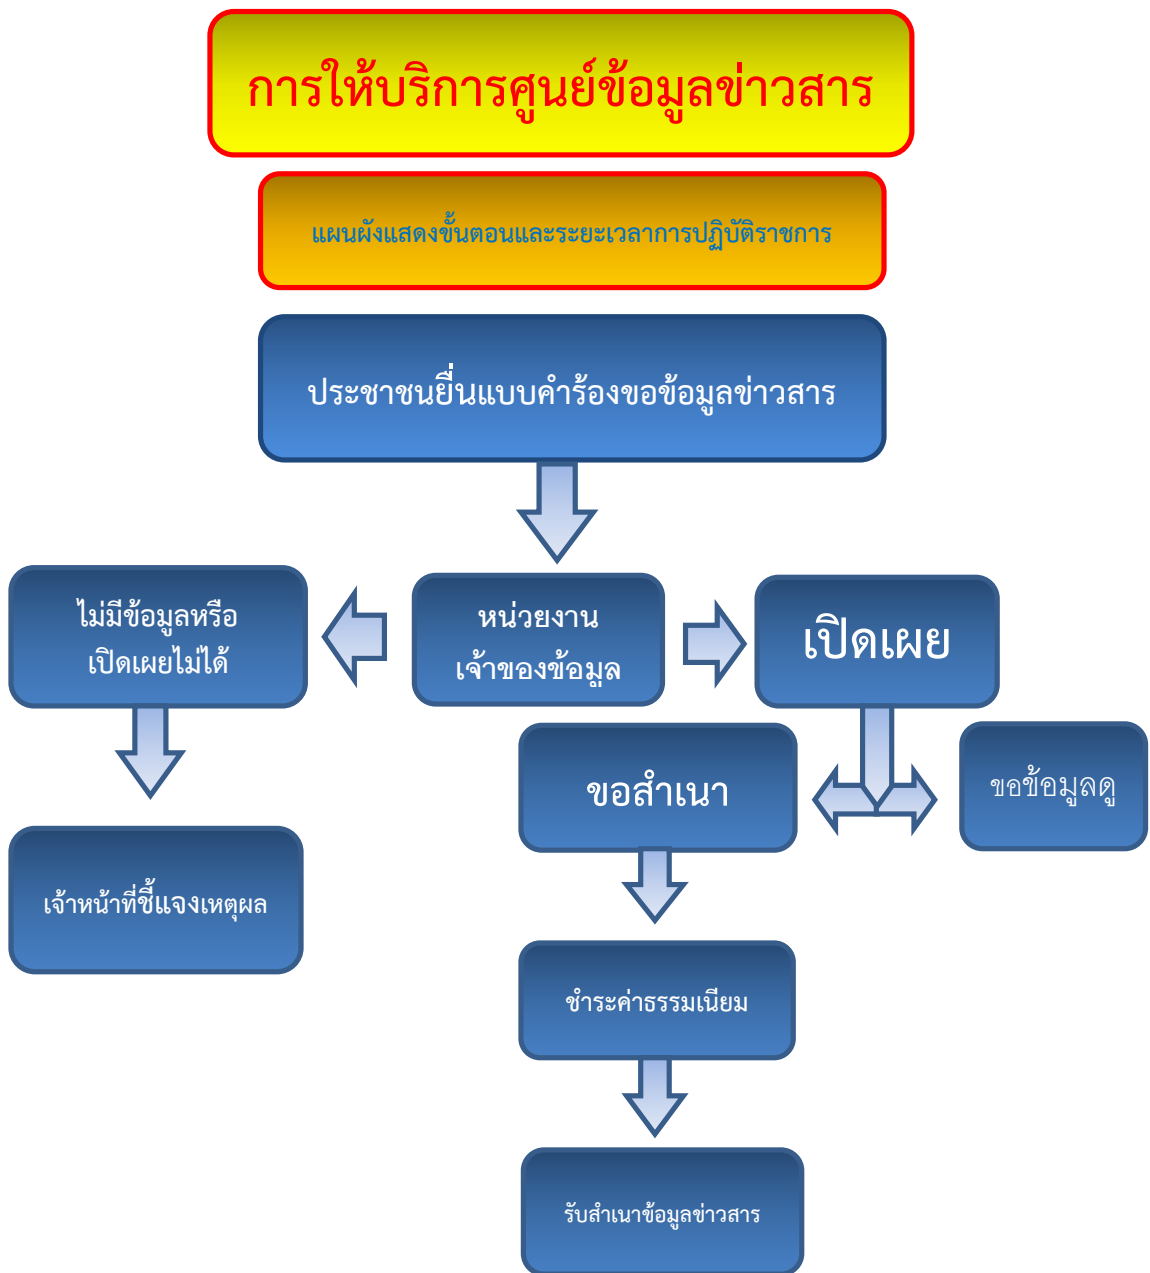 การให้บริการศูนย์ข้อมูลข่าวสาร
แผนผังแสดงขั้นตอนและระยะเวลาการปฏิบัติราชการ
ประชาชนยื่นแบบคำร้องขอข้อมูลข่าวสาร
ไม่มีข้อมูลหรือ
เปิดเผยไม่ได้
หน่วยงาน
เจ้าของข้อมูล
เปิดเผย
ขอสำเนา
ขอข้อมูลดู
เจ้าหน้าที่ชี้แจงเหตุผล
ชำระค่าธรรมเนียม
รับสำเนาข้อมูลข่าวสาร